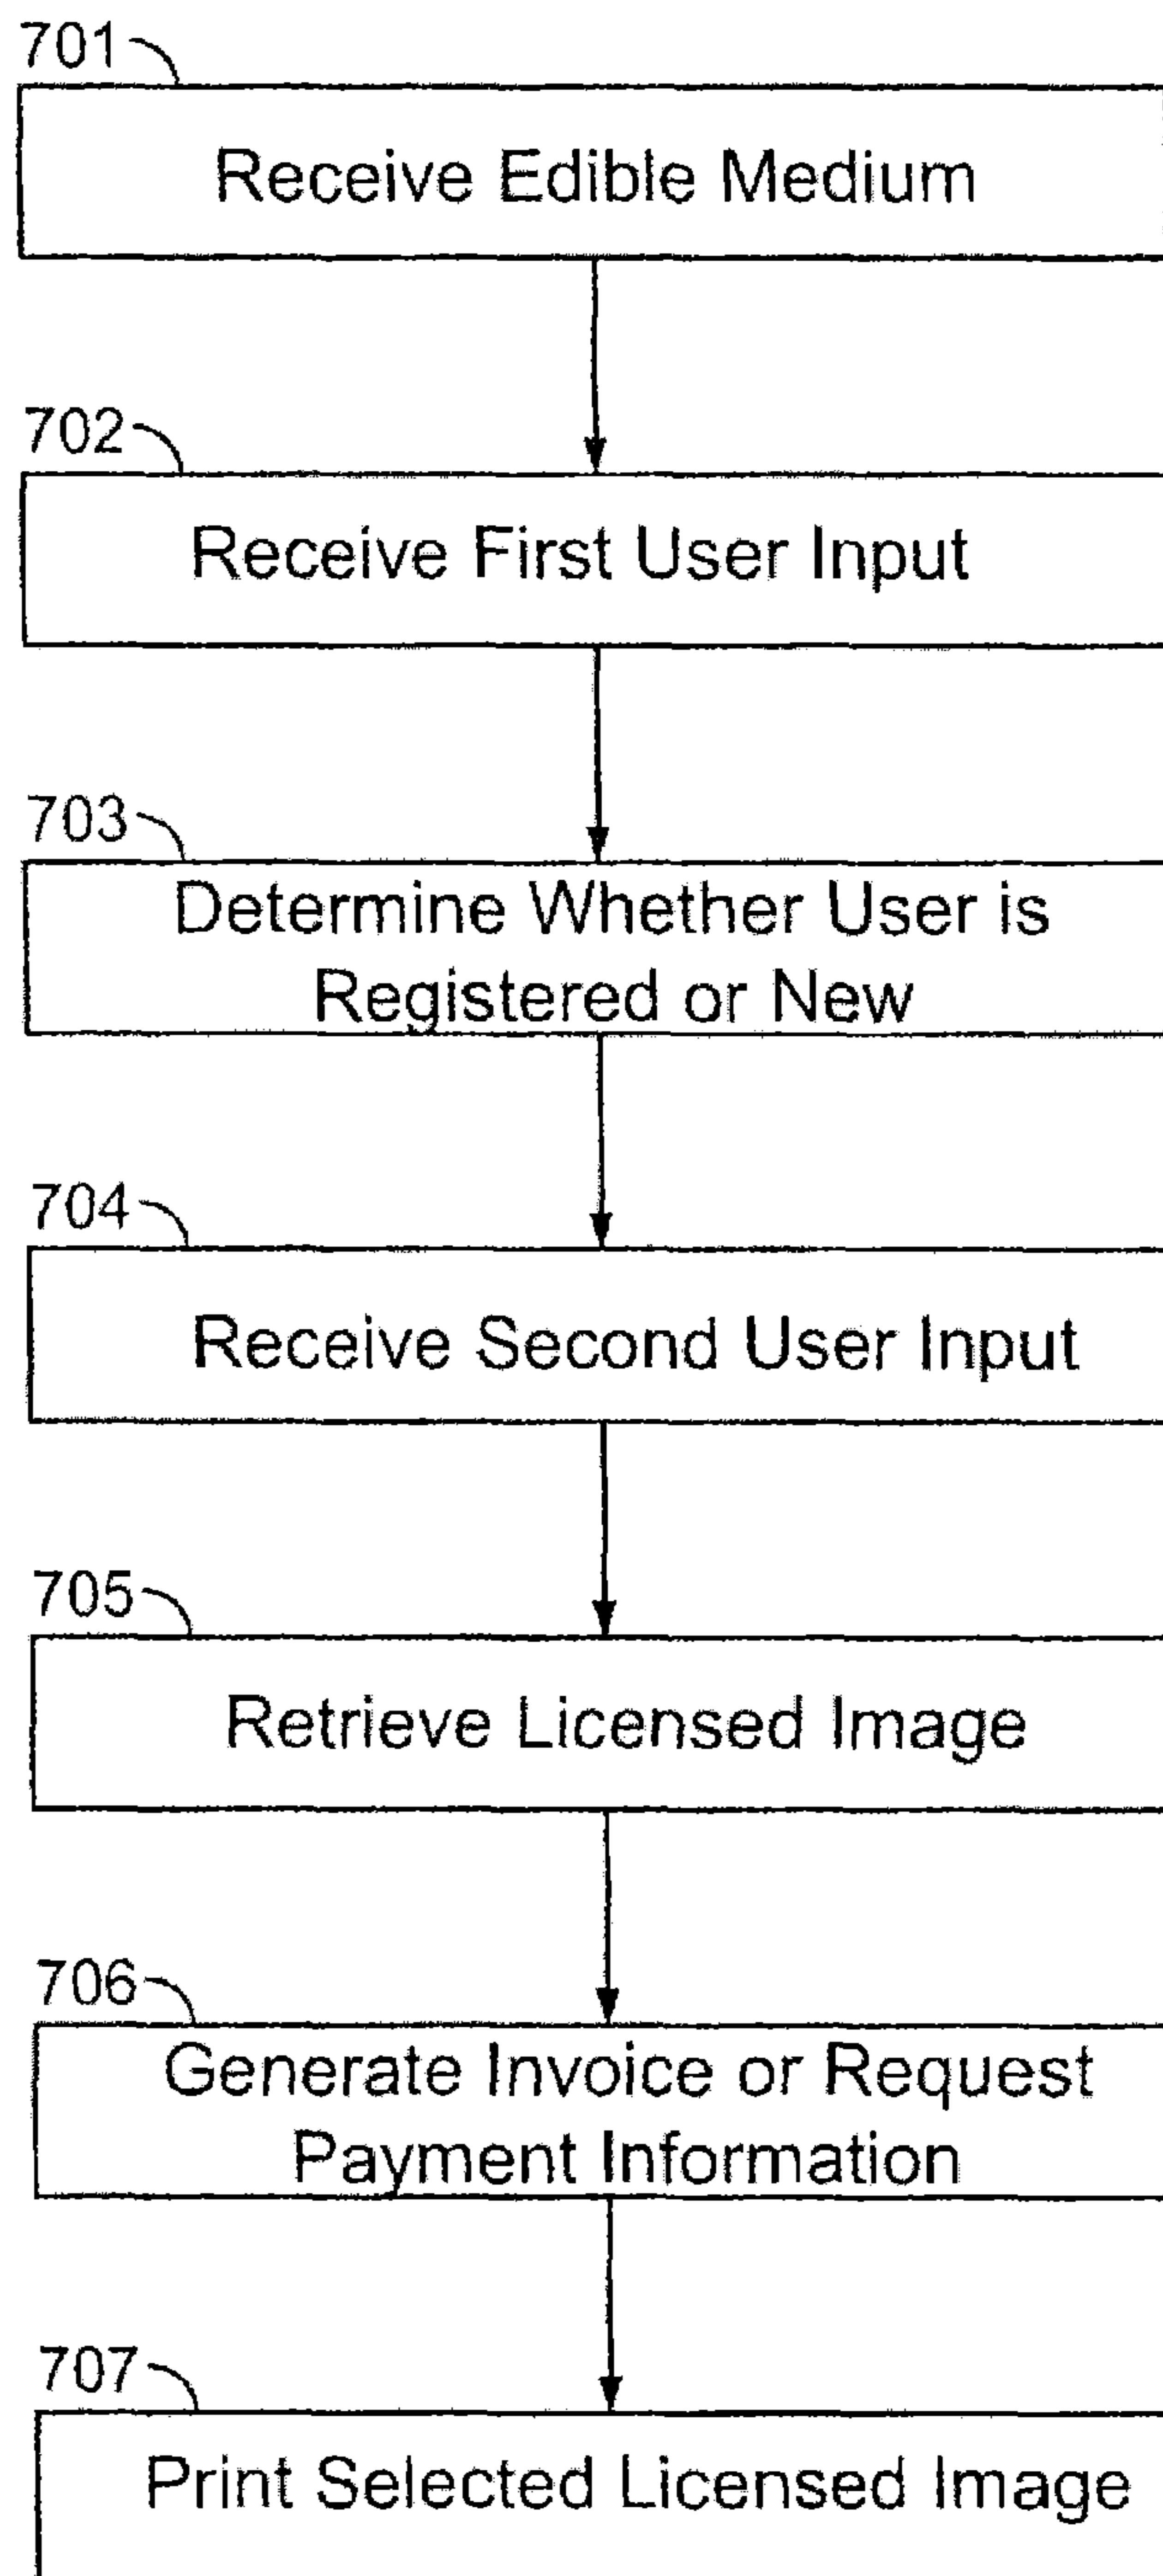 701
Receive Edible Medium
702
Receive First User Input
703
Determine Whether User is
Registered or New
704
Receive Second User Input
705
Retrieve Licensed Image
706
Generate Invoice or Request
Payment Information
707
Print Selected Licensed Image